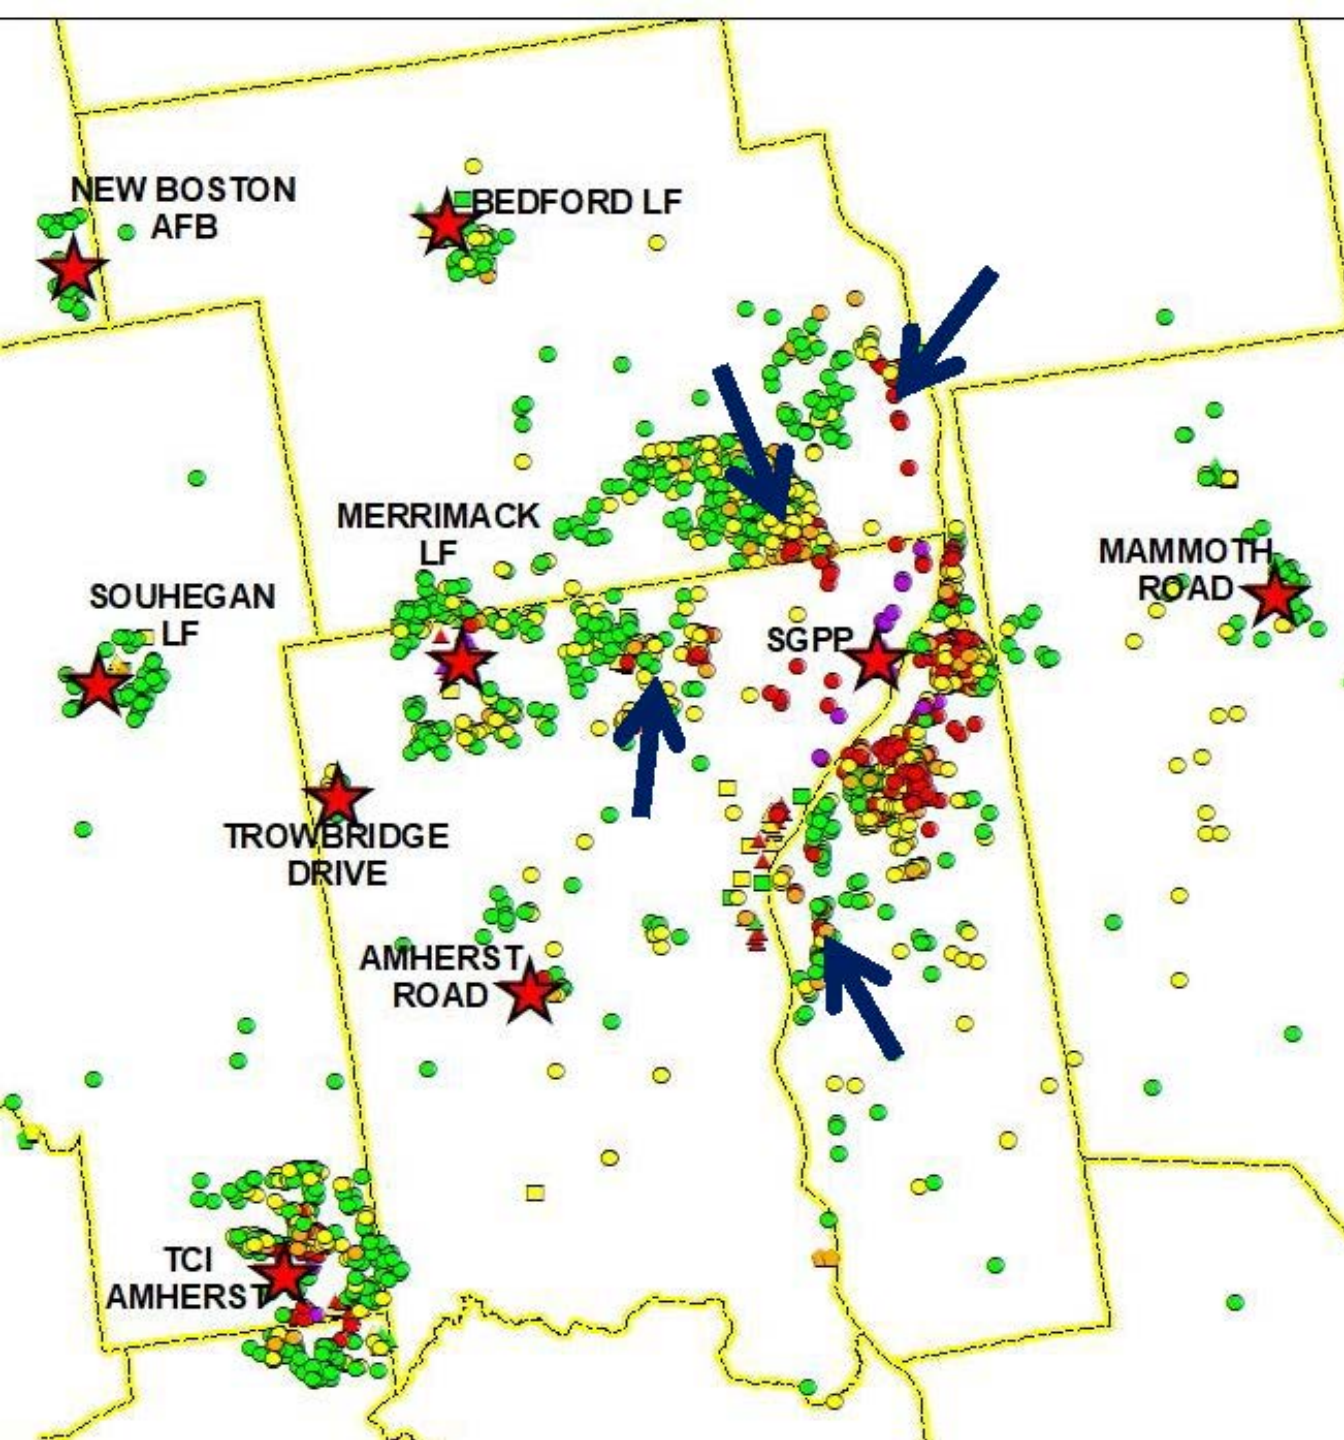 NEW BOSTON
AFB
BEDFORD LF
MERRIMACK
LF
SOUHEGAN
LF
MAMMOTH
ROAD
SGPP
TROWBRIDGE
DRIVE
AMHERST
ROAD
TCI
AMHERST